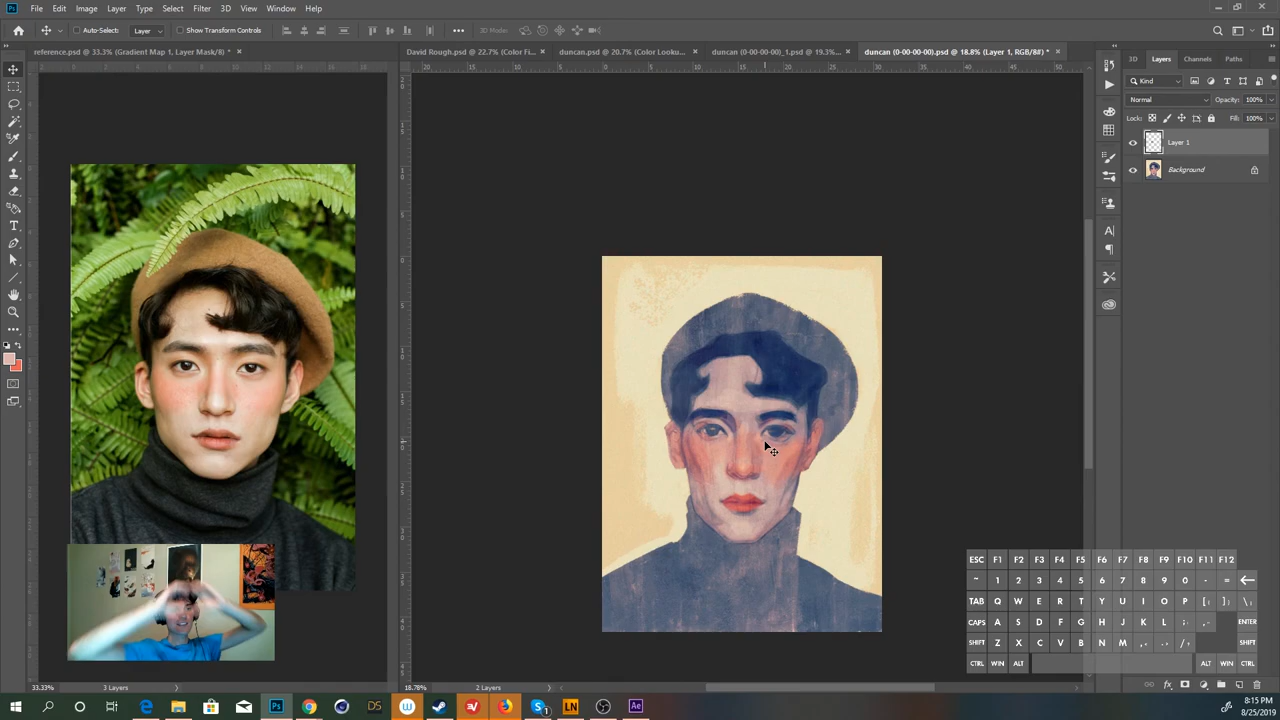 Ps File Edit Image Layer Type Select Filter 3D View Window Help
Auto-Select: Layer Show Transform Controls 3D Mode:
reference.psd @ 33.3% (Gradient Map 1, Layer Mask/8) *
David Rough.psd @ 22.7% (Color Fi...
duncan.psd @ 20.7% (Color Looku...
duncan (0-00-00-00)_1.psd @ 19.3%...
duncan (0-00-00-00).psd @ 18.8% (Layer 1, RGB/8#) *
3D Layers Channels Paths
Kind
Normal Opacity: 100%
Lock: Fill: 100%
Layer 1
Background
ESC F1 F2 F3 F4 F5 F6 F7 F8 F9 F10 F11 F12
~ 1 2 3 4 5 6 7 8 9 0 - =
TAB Q W E R T Y U I O P [ ] \
CAPS A S D F G H J K L ; ENTER
SHIFT Z X C V B N M , . / SHIFT
CTRL WIN ALT ALT WIN CTRL
33.33% 3 Layers
18.78% 2 Layers
8:15 PM
8/25/2019